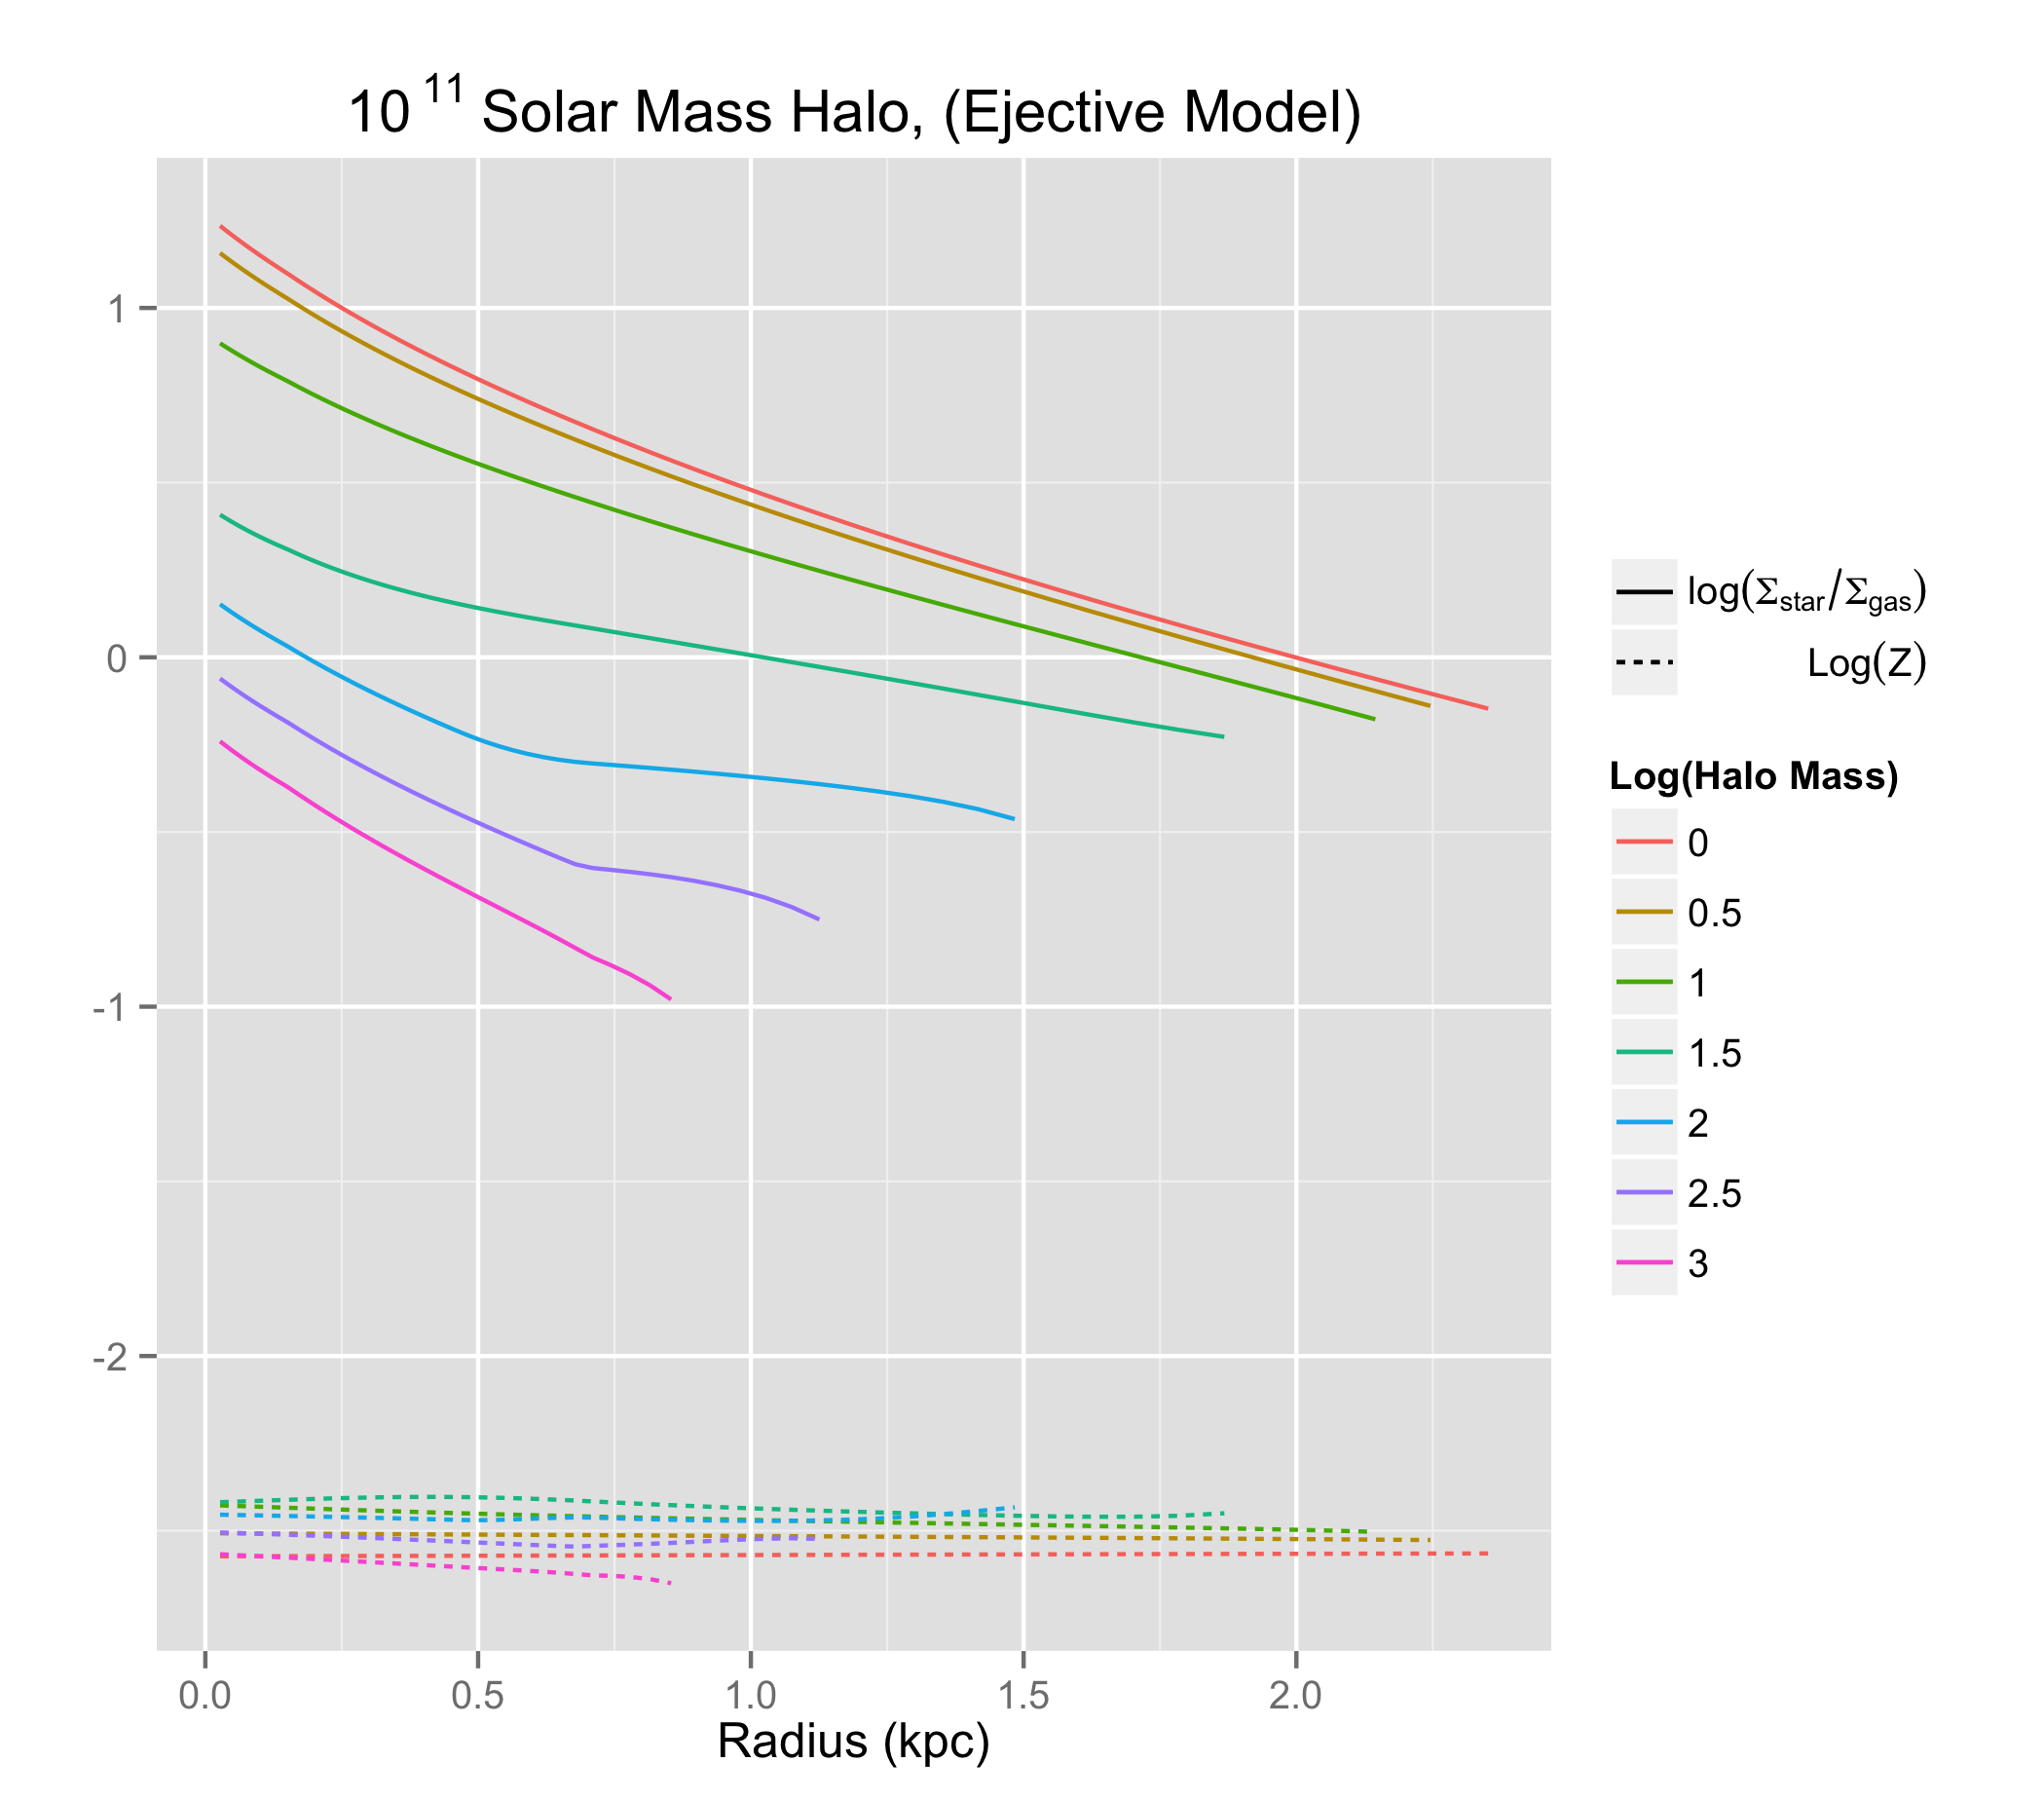 10^11 Solar Mass Halo, (Ejective Model)
1
0
-1
-2
0.0 0.5 1.0 1.5 2.0
Radius (kpc)
log(Σstar/Σgas)
Log(Z)
Log(Halo Mass)
0
0.5
1
1.5
2
2.5
3